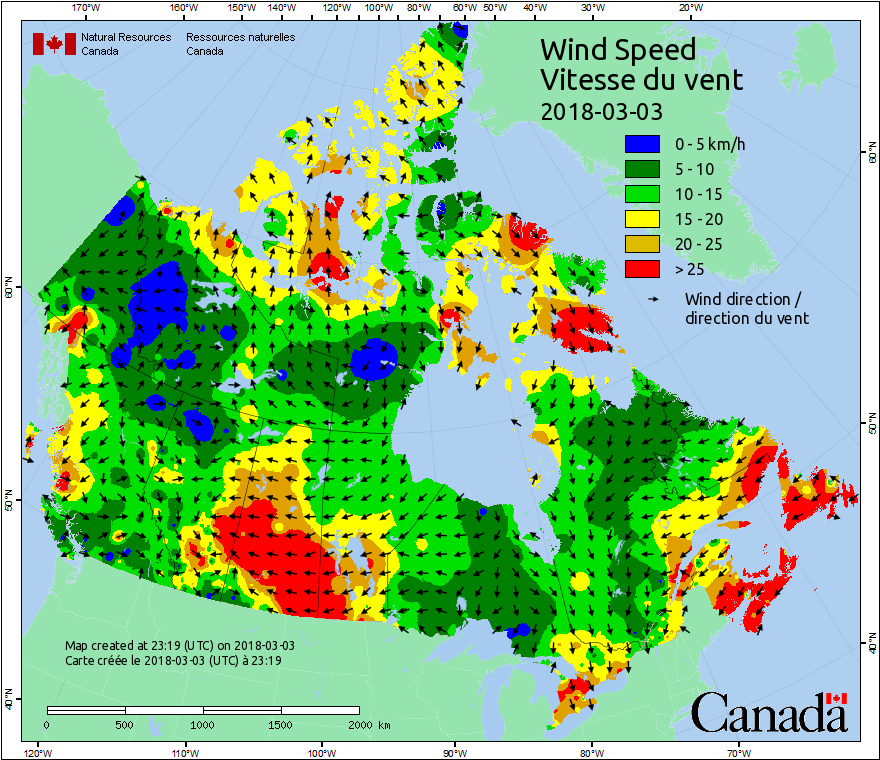 170°W 160°W 150°W 140°W 130°W 120°W 110°W 100°W 90°W 80°W 70°W 60°W 50°W 40°W 30°W 20°W
Natural Resources Ressources naturelles
Canada Canada
Wind Speed
Vitesse du vent
2018-03-03
0 - 5 km/h
5 - 10
10 - 15
15 - 20
20 - 25
> 25
Wind direction /
direction du vent
60°N
60°N
50°N
50°N
40°N
40°N
Map created at 23:19 (UTC) on 2018-03-03
Carte créée le 2018-03-03 (UTC) à 23:19
0 500 1000 1500 2000 km
Canada
120°W 110°W 100°W 90°W 80°W 70°W